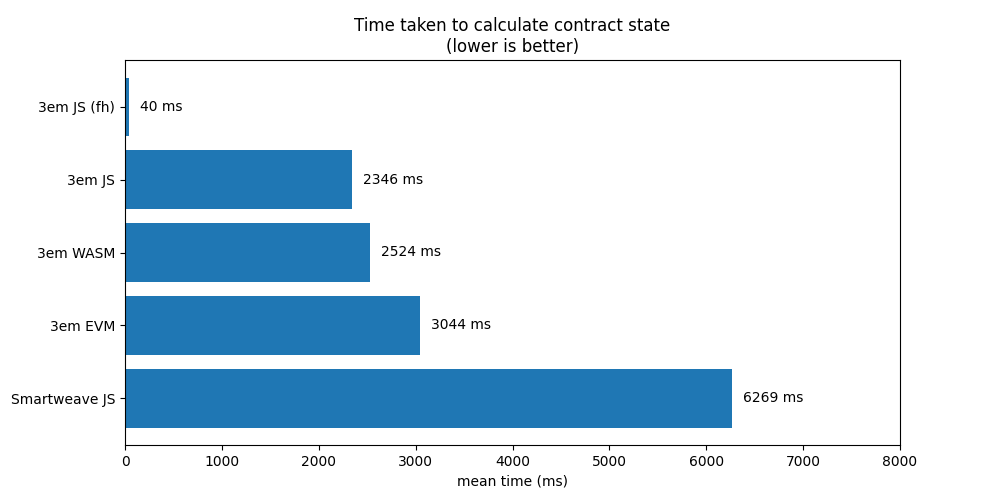 Time taken to calculate contract state
(lower is better)
3em JS (fh)
40 ms
3em JS
2346 ms
3em WASM
2524 ms
3em EVM
3044 ms
Smartweave JS
6269 ms
0 1000 2000 3000 4000 5000 6000 7000 8000
mean time (ms)